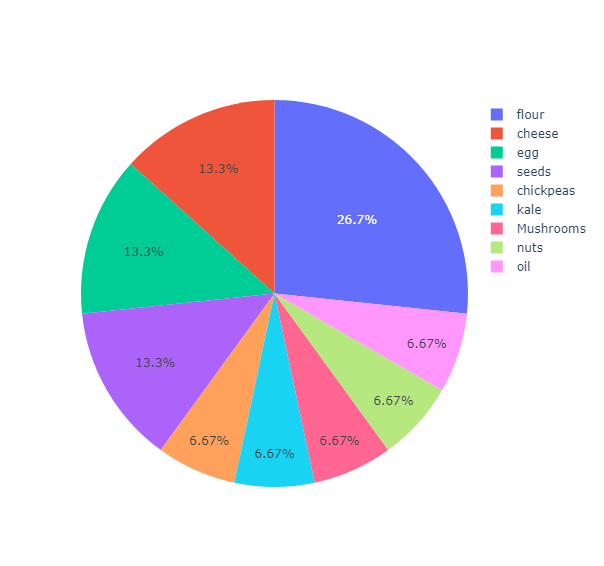 flour
cheese
egg
seeds
chickpeas
kale
Mushrooms
nuts
oil
13.3%
26.7%
13.3%
13.3%
6.67%
6.67%
6.67%
6.67%
6.67%